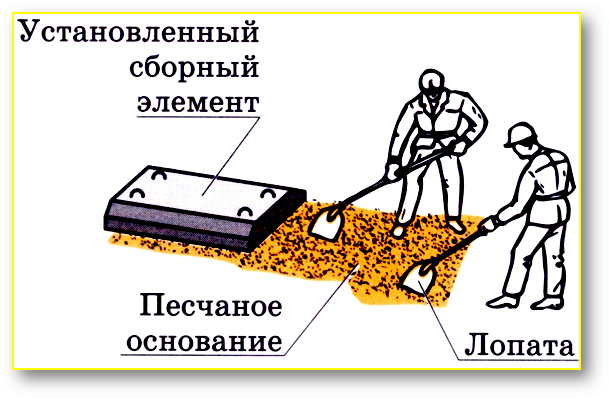 Установленный
сборный
элемент
Песчаное
основание
Лопата